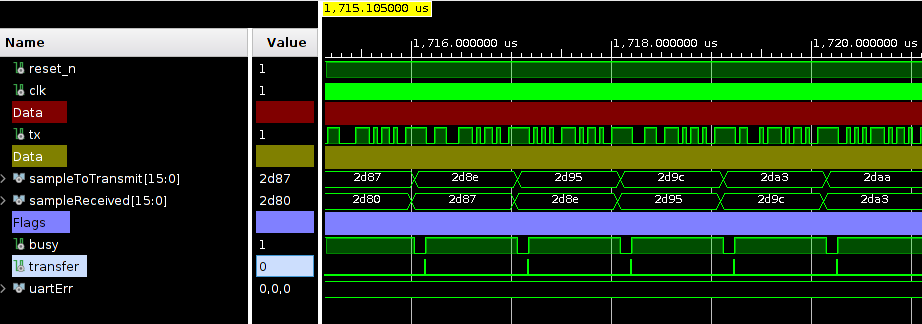 1,715.105000 us
Name Value 1,716.000000 us 1,718.000000 us 1,720.000000 us
reset_n 1
clk 1
Data
tx 1
Data
sampleToTransmit[15:0] 2d87 2d87 2d8e 2d95 2d9c 2da3 2daa
sampleReceived[15:0] 2d80 2d80 2d87 2d8e 2d95 2d9c 2da3
Flags
busy 1
transfer 0
uartErr 0,0,0